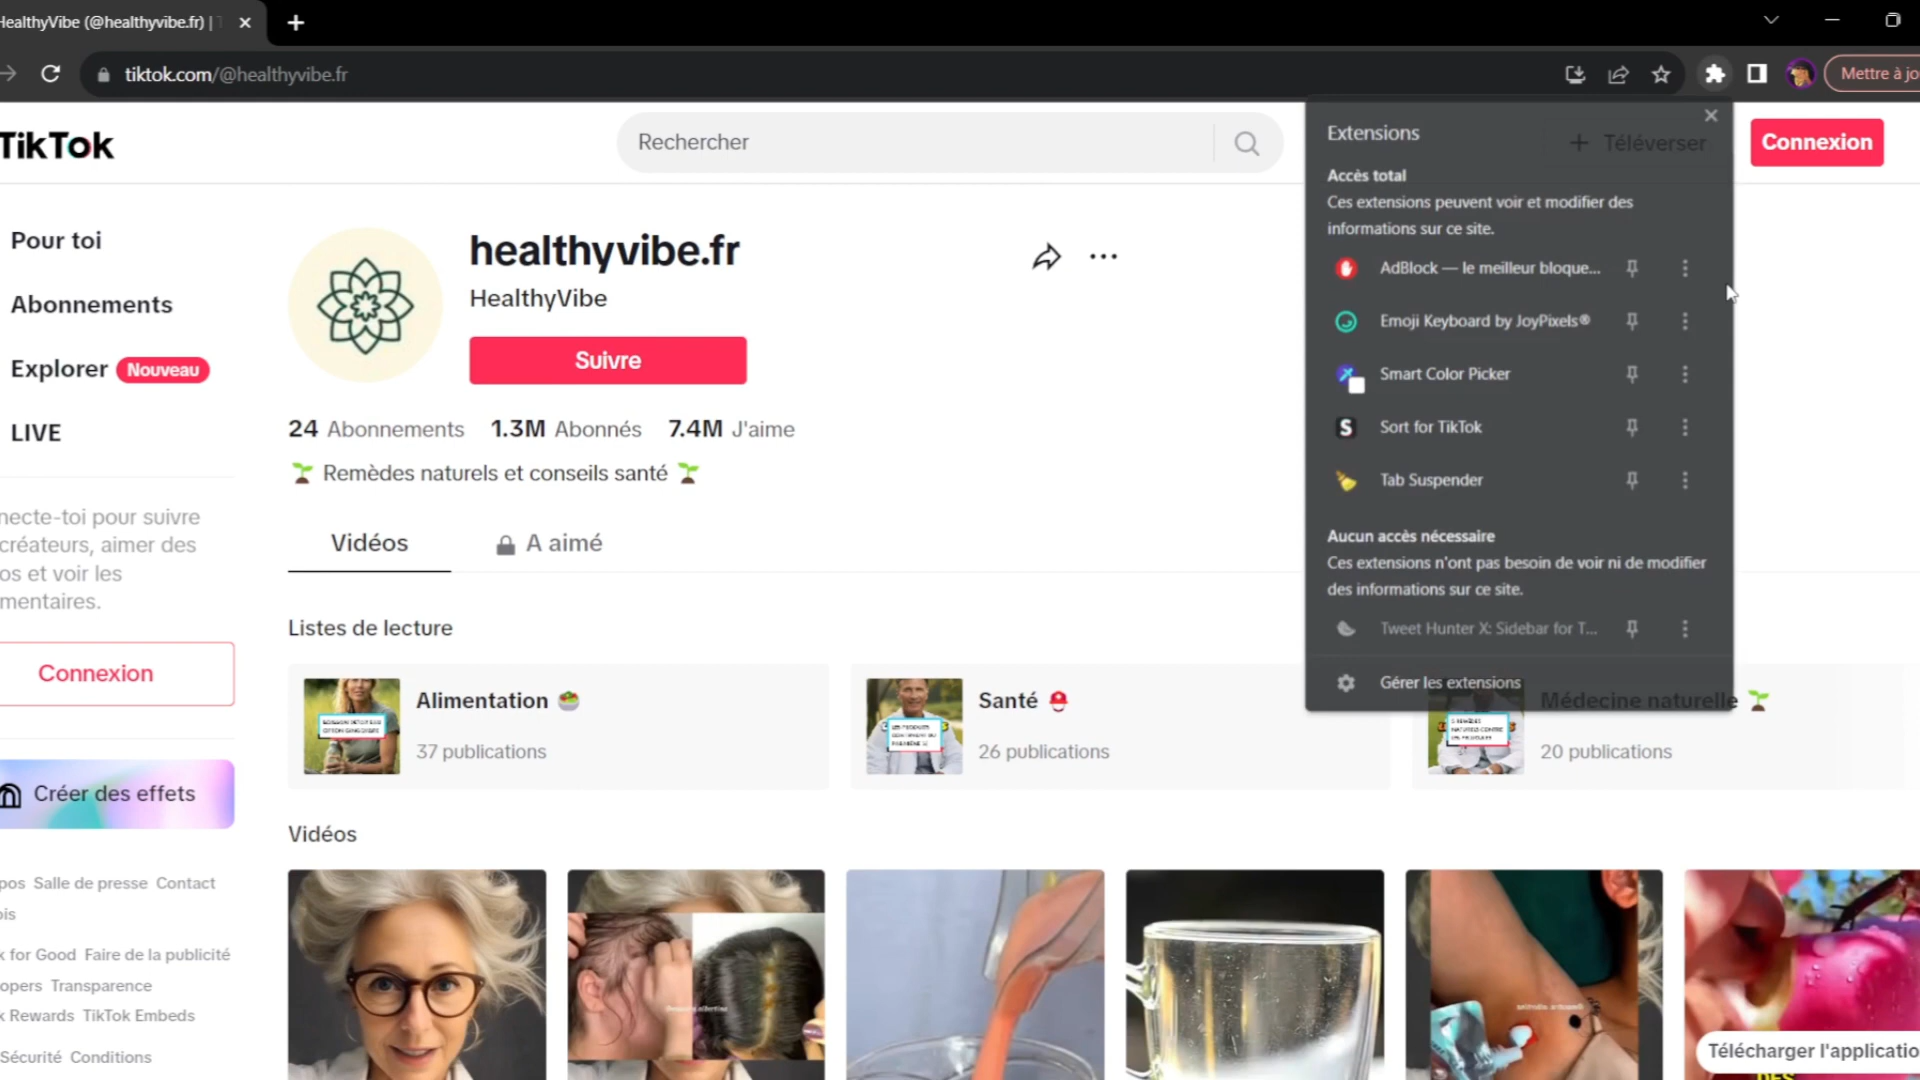 HealthyVibe (@healthyvibe.fr) | T
tiktok.com/@healthyvibe.fr
Mettre à jo
TikTok
Rechercher
Téléverser
Connexion
Extensions
Accès total
Ces extensions peuvent voir et modifier des
informations sur ce site.
AdBlock — le meilleur bloque...
Emoji Keyboard by JoyPixels®
Smart Color Picker
Sort for TikTok
Tab Suspender
Aucun accès nécessaire
Ces extensions n'ont pas besoin de voir ni de modifier
des informations sur ce site.
Tweet Hunter X: Sidebar for T...
Gérer les extensions
Pour toi
Abonnements
Explorer Nouveau
LIVE
necte-toi pour suivre
créateurs, aimer des
os et voir les
mentaires.
Connexion
Créer des effets
pos Salle de presse Contact
ois
k for Good Faire de la publicité
opers Transparence
k Rewards TikTok Embeds
Sécurité Conditions
healthyvibe.fr
HealthyVibe
Suivre
24 Abonnements 1.3M Abonnés 7.4M J'aime
Remèdes naturels et conseils santé
Vidéos A aimé
Listes de lecture
Alimentation
37 publications
Santé
26 publications
Médecine naturelle
20 publications
Vidéos
Télécharger l'applicatio
DES